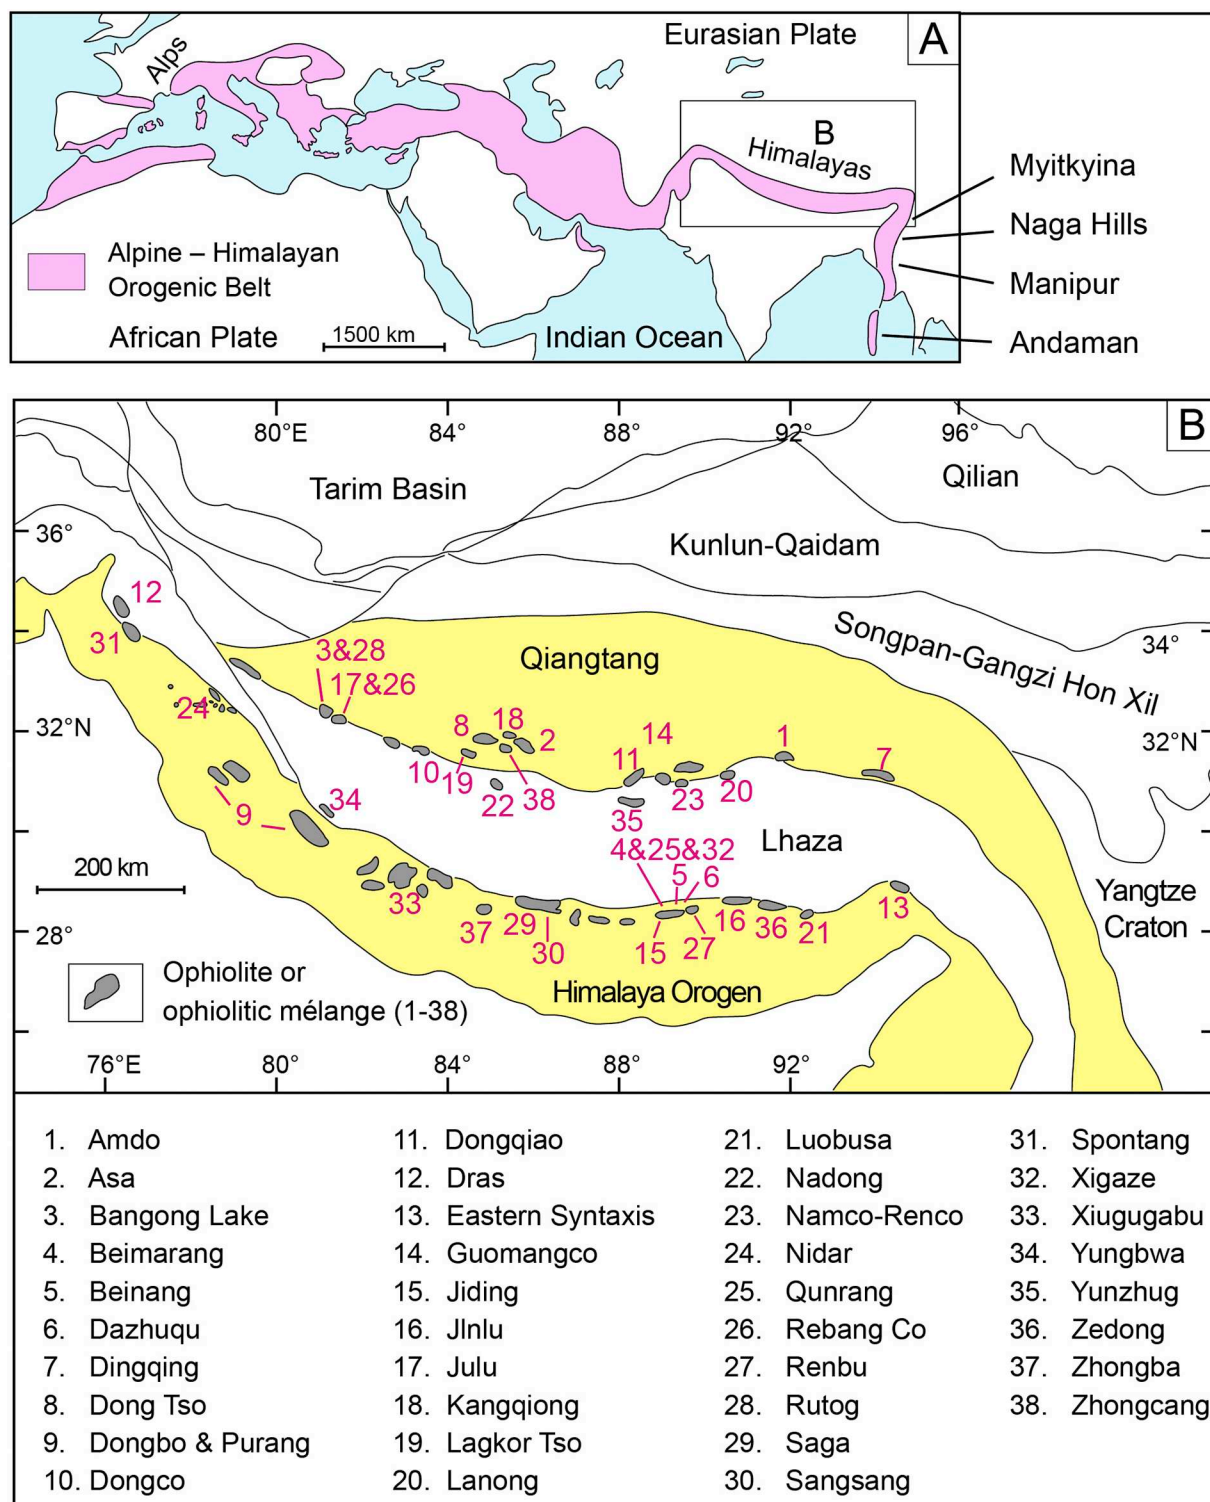 Alps
Eurasian Plate
A
B
Himalayas
Myitkyina
Naga Hills
Manipur
Andaman
Alpine – Himalayan
Orogenic Belt
African Plate
1500 km
Indian Ocean
B
80°E 84° 88° 92° 96°
Tarim Basin
Qilian
36°
Kunlun-Qaidam
12
31
3&28
17&26
Qiangtang
Songpan-Gangzi Hon Xil
34°
24
32°N
8
18
2
14
1
7
32°N
10
19
22
38
11
23
20
9
34
35
Lhaza
200 km
4&25&32
5
6
33
37
29
30
15
27
16
36
21
13
Yangtze
Craton
28°
Himalaya Orogen
Ophiolite or
ophiolitic mélange (1-38)
76°E 80° 84° 88° 92°
1. Amdo
2. Asa
3. Bangong Lake
4. Beimarang
5. Beinang
6. Dazhuqu
7. Dingqing
8. Dong Tso
9. Dongbo & Purang
10. Dongco
11. Dongqiao
12. Dras
13. Eastern Syntaxis
14. Guomangco
15. Jiding
16. JInlu
17. Julu
18. Kangqiong
19. Lagkor Tso
20. Lanong
21. Luobusa
22. Nadong
23. Namco-Renco
24. Nidar
25. Qunrang
26. Rebang Co
27. Renbu
28. Rutog
29. Saga
30. Sangsang
31. Spontang
32. Xigaze
33. Xiugugabu
34. Yungbwa
35. Yunzhug
36. Zedong
37. Zhongba
38. Zhongcang